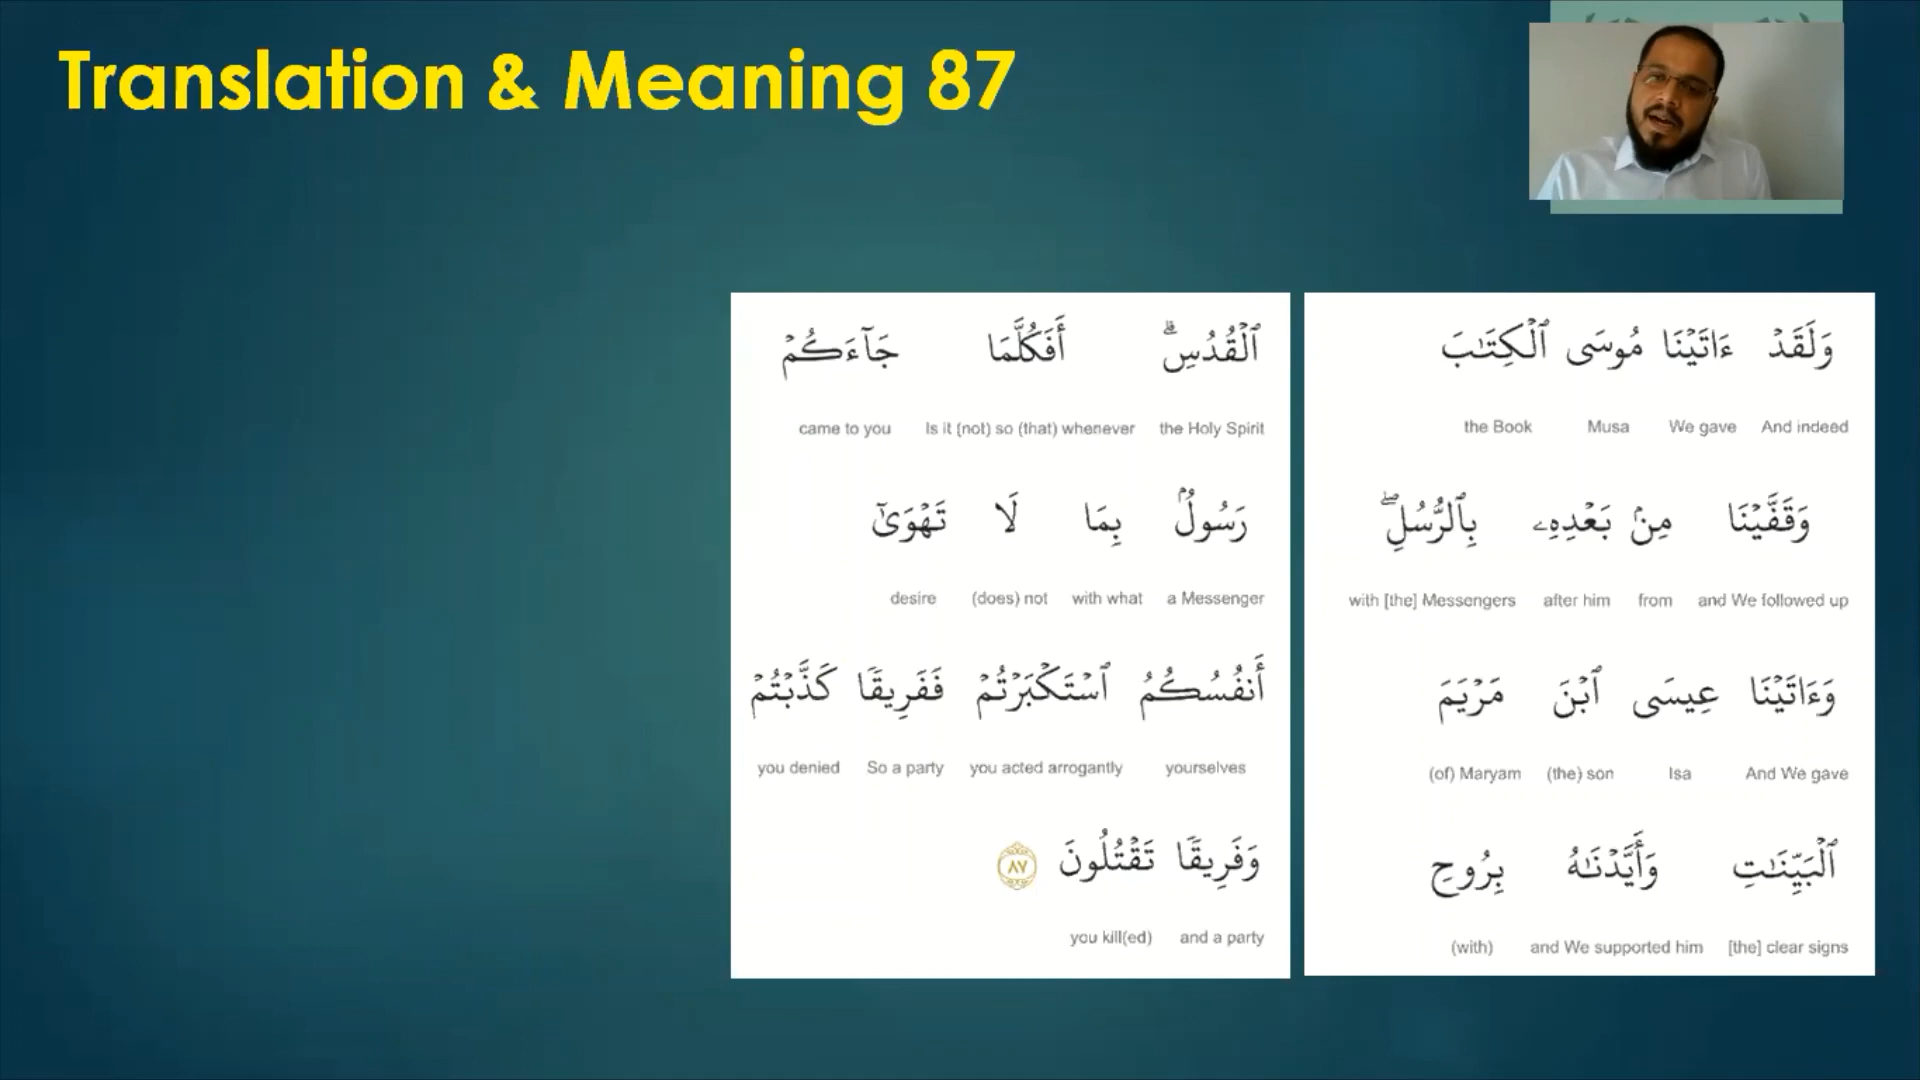 Translation & Meaning 87
وَلَقَدۡ ءَاتَيۡنَا مُوسَى ٱلۡكِتَٰبَ
And indeed We gave Musa the Book
وَقَفَّيۡنَا مِنۢ بَعۡدِهِۦ بِٱلرُّسُلِۖ
and We followed up from after him with [the] Messengers
وَءَاتَيۡنَا عِيسَى ٱبۡنَ مَرۡيَمَ
And We gave Isa (the) son (of) Maryam
ٱلۡبَيِّنَٰتِ وَأَيَّدۡنَٰهُ بِرُوحِ
[the] clear signs and We supported him (with)
ٱلۡقُدُسِۗ أَفَكُلَّمَا جَآءَكُمۡ
the Holy Spirit Is it (not) so (that) whenever came to you
رَسُولُۢ بِمَا لَا تَهۡوَىٰٓ
a Messenger with what (does) not desire
أَنفُسُكُمُ ٱسۡتَكۡبَرۡتُمۡ فَفَرِيقٗا كَذَّبۡتُمۡ
yourselves you acted arrogantly So a party you denied
وَفَرِيقٗا تَقۡتُلُونَ ٨٧
and a party you kill(ed)